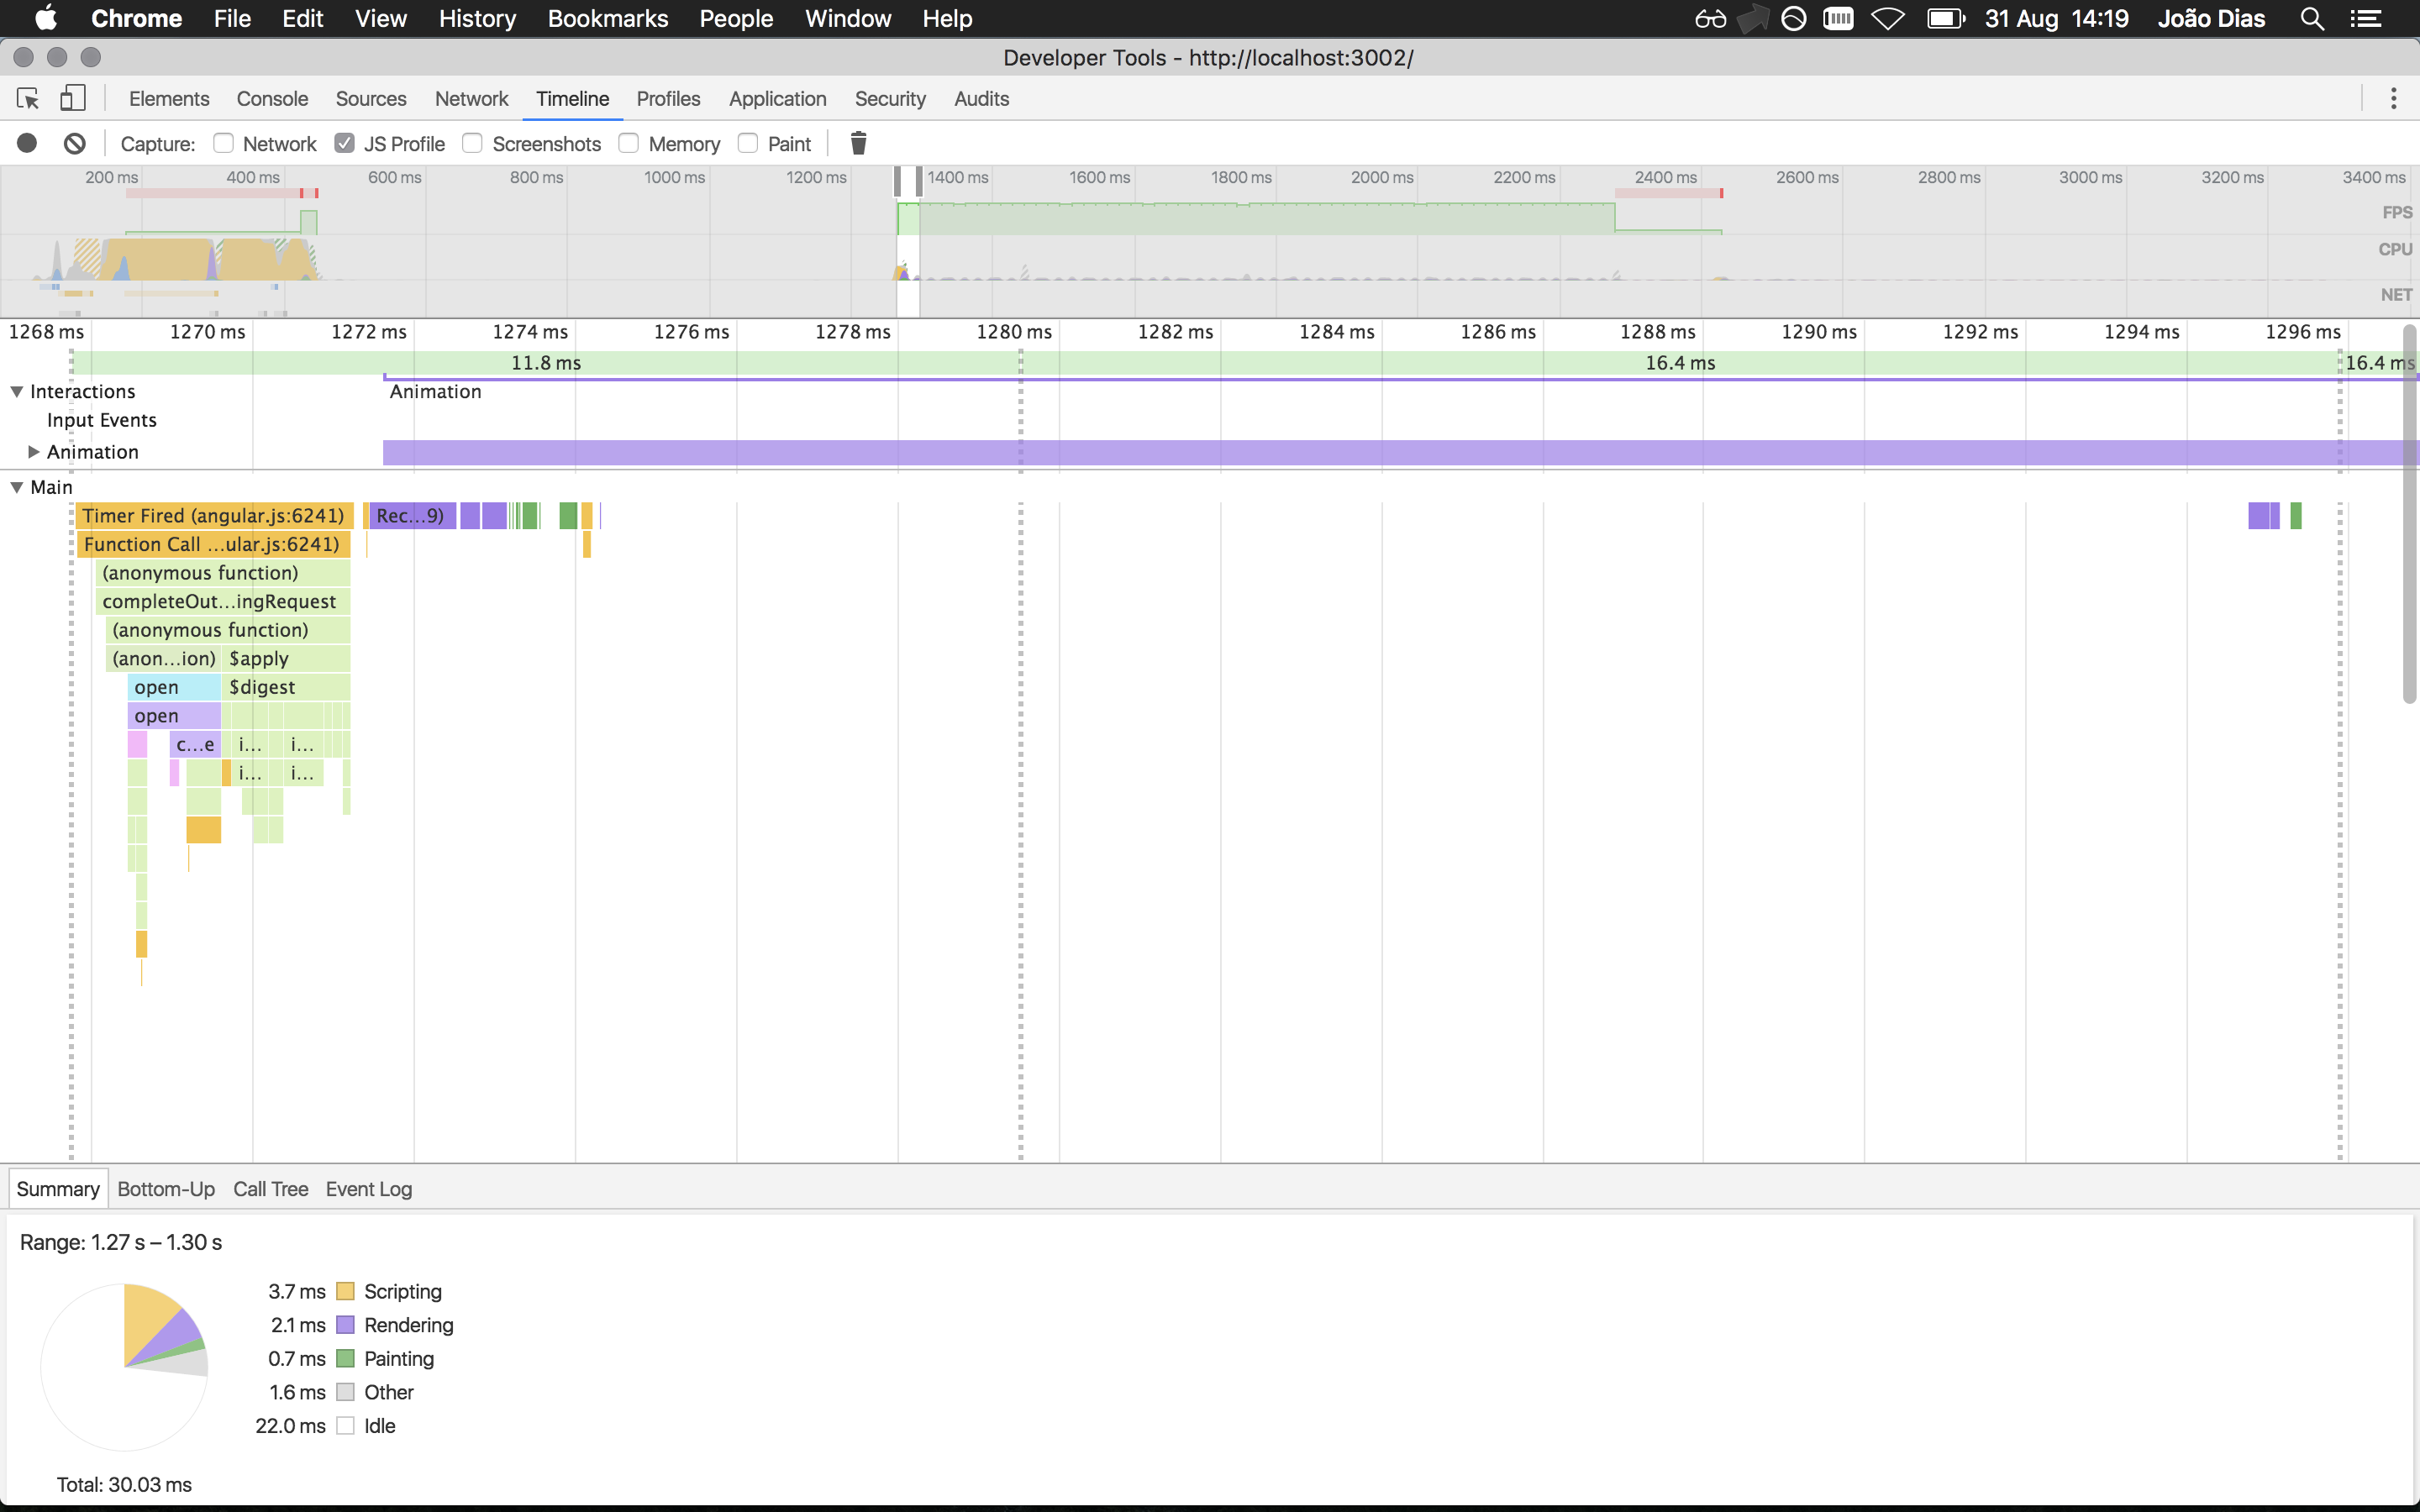 Chrome File Edit View History Bookmarks People Window Help 31 Aug 14:19 João Dias
Developer Tools - http://localhost:3002/
Elements Console Sources Network Timeline Profiles Application Security Audits
Capture: Network JS Profile Screenshots Memory Paint
200 ms 400 ms 600 ms 800 ms 1000 ms 1200 ms 1400 ms 1600 ms 1800 ms 2000 ms 2200 ms 2400 ms 2600 ms 2800 ms 3000 ms 3200 ms 3400 ms
FPS
CPU
NET
1268 ms 1270 ms 1272 ms 1274 ms 1276 ms 1278 ms 1280 ms 1282 ms 1284 ms 1286 ms 1288 ms 1290 ms 1292 ms 1294 ms 1296 ms
11.8 ms 16.4 ms 16.4 ms
Interactions Animation
Input Events
Animation
Main
Timer Fired (angular.js:6241) Rec...9)
Function Call ...ular.js:6241)
(anonymous function)
completeOut...ingRequest
(anonymous function)
(anon...ion) $apply
open $digest
open
c...e i... i...
i... i...
Summary Bottom-Up Call Tree Event Log
Range: 1.27 s – 1.30 s
3.7 ms Scripting
2.1 ms Rendering
0.7 ms Painting
1.6 ms Other
22.0 ms Idle
Total: 30.03 ms